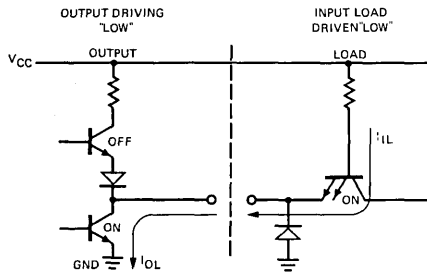 OUTPUT DRIVING
"LOW"
INPUT LOAD
DRIVEN "LOW"
OUTPUT
LOAD
VCC
OFF
IIL
ON
ON
GND
IOL